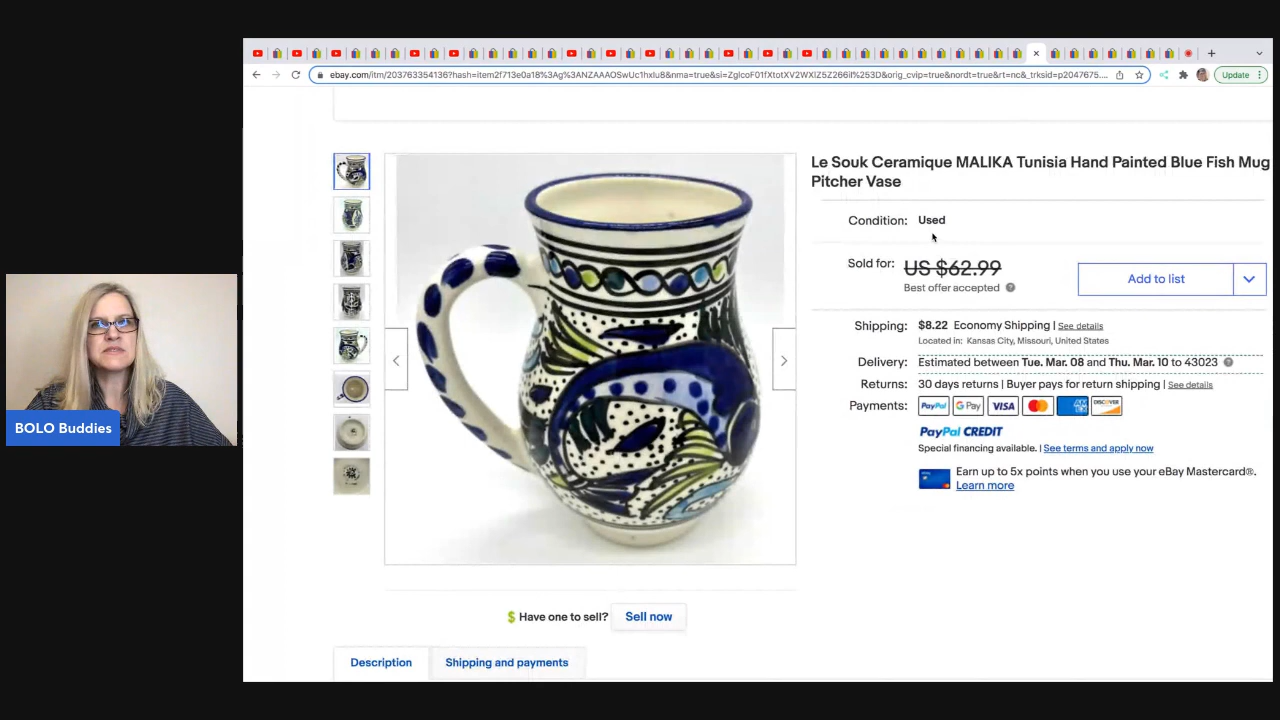 Update
ebay.com/itm/203763354136?hash=item2f713e0a18%3Ag%3ANZAAAOSwUc1hxIu8&nma=true&si=ZglcoF01fXtotXV2WXlZ5Z266iI%253D&orig_cvip=true&nordt=true&rt=nc&_trksid=p2047675....
Le Souk Ceramique MALIKA Tunisia Hand Painted Blue Fish Mug
Pitcher Vase
Condition: Used
Sold for: US $62.99
Best offer accepted
Add to list
Shipping: $8.22 Economy Shipping | See details
Located in: Kansas City, Missouri, United States
Delivery: Estimated between Tue. Mar. 08 and Thu. Mar. 10 to 43023
Returns: 30 days returns | Buyer pays for return shipping | See details
Payments: PayPal G Pay VISA DISCOVER
PayPal CREDIT
Special financing available. | See terms and apply now
Earn up to 5x points when you use your eBay Mastercard®.
Learn more
BOLO Buddies
$ Have one to sell? Sell now
Description Shipping and payments